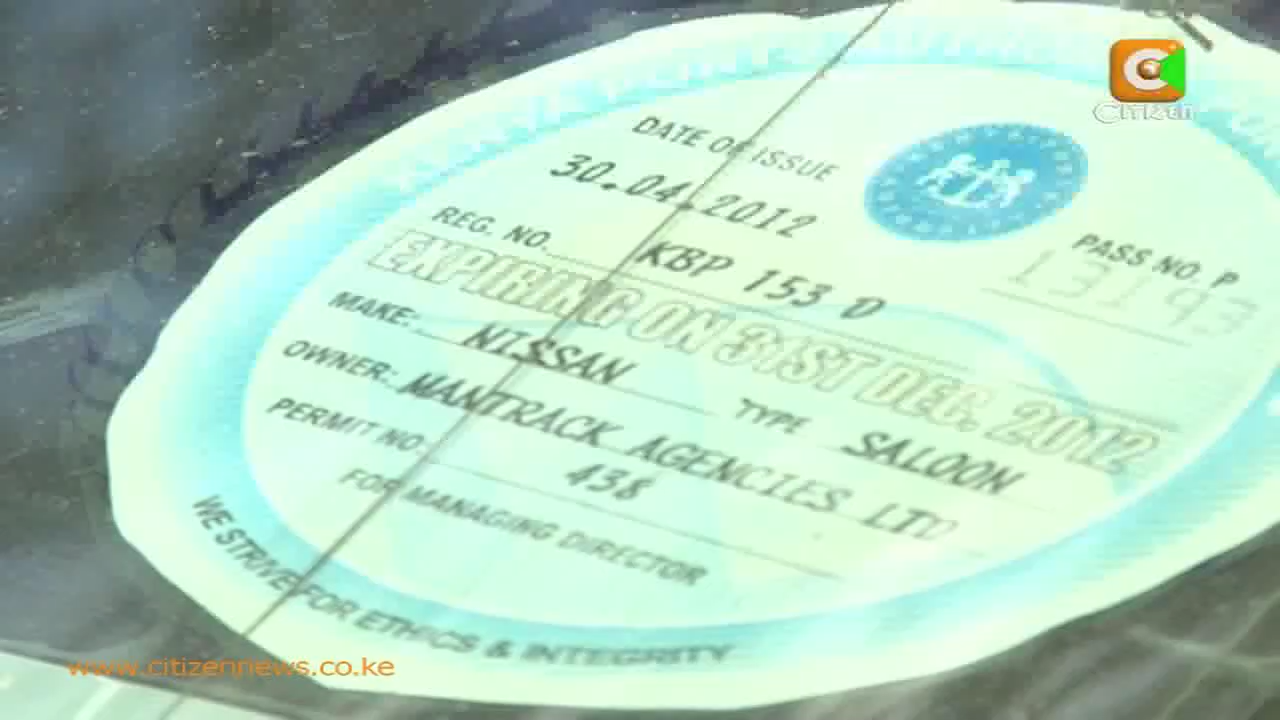 CITIZEN
DATE OF ISSUE
30.04.2012
REG. NO. KBP 153 D
PASS NO. P
13193
EXPIRING ON 31ST DEC. 2012
MAKE: NISSAN TYPE SALOON
OWNER: MANTRACK AGENCIES LTD
PERMIT NO: 438
FOR MANAGING DIRECTOR
WE STRIVE FOR ETHICS & INTEGRITY
www.citizennews.co.ke